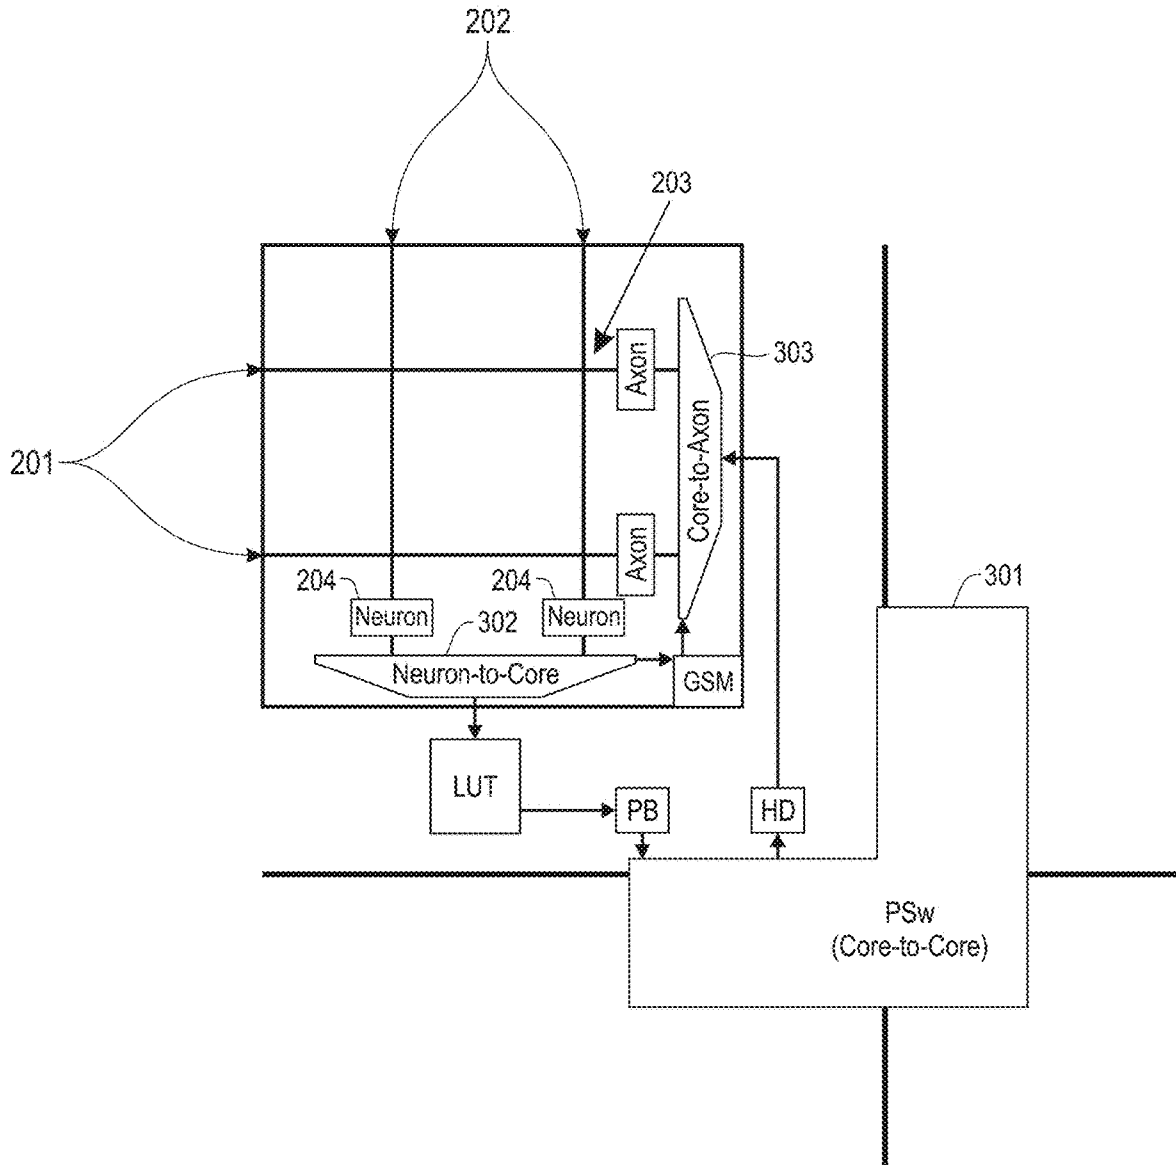 202
203
303
Axon
Core-to-Axon
201
Axon
204
204
301
Neuron
302
Neuron
Neuron-to-Core
GSM
LUT
PB
HD
PSw
(Core-to-Core)